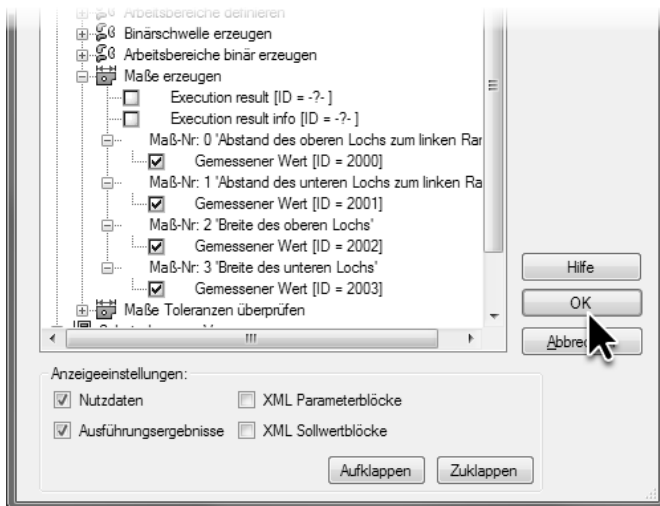 Arbeitsbereiche definieren
Binärschwelle erzeugen
Arbeitsbereiche binär erzeugen
Maße erzeugen
Execution result [ID = -?- ]
Execution result info [ID = -?- ]
Maß-Nr: 0 'Abstand des oberen Lochs zum linken Rar
Gemessener Wert [ID = 2000]
Maß-Nr: 1 'Abstand des unteren Lochs zum linken Ra
Gemessener Wert [ID = 2001]
Maß-Nr: 2 'Breite des oberen Lochs'
Gemessener Wert [ID = 2002]
Maß-Nr: 3 'Breite des unteren Lochs'
Gemessener Wert [ID = 2003]
Maße Toleranzen überprüfen
Hilfe
OK
Anzeigeeinstellungen:
Nutzdaten
XML Parameterblöcke
Ausführungsergebnisse
XML Sollwertblöcke
Aufklappen
Zuklappen